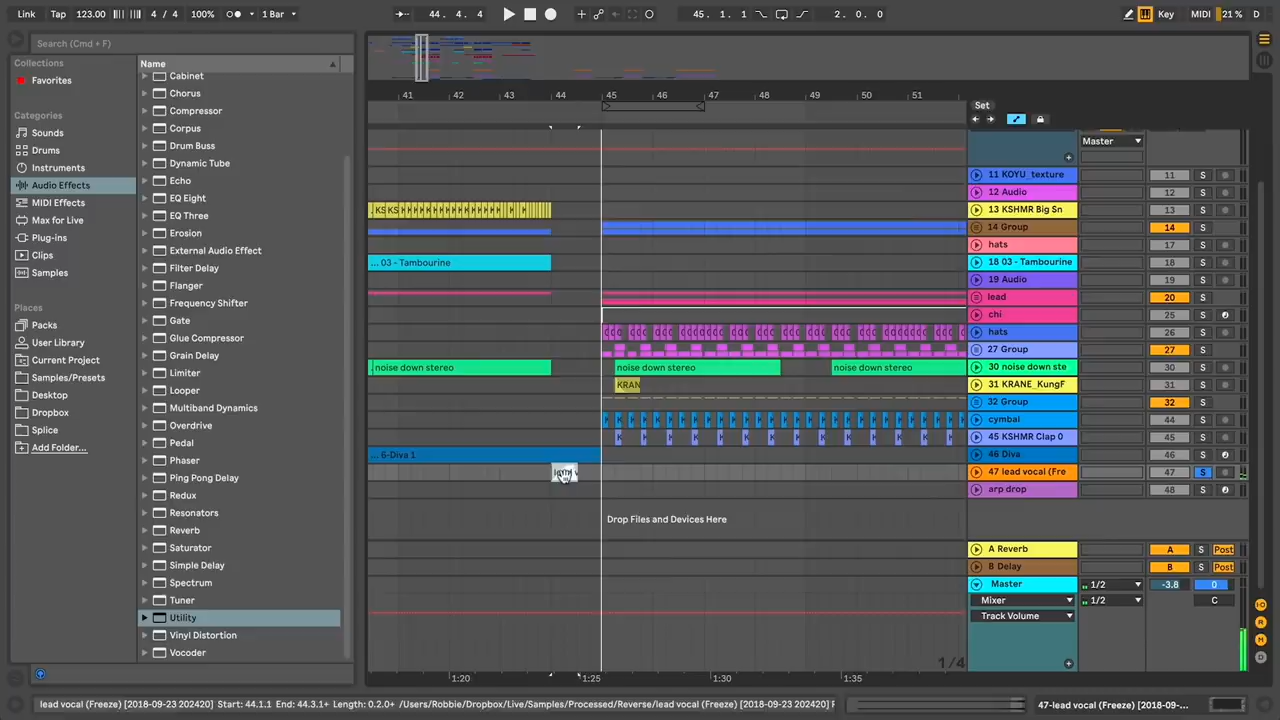 Link Tap 123.00 4 / 4 100% 1 Bar 44. 4. 4 45. 1. 1 2. 0. 0 Key MIDI 21 % D
Search (Cmd + F)
Collections
Favorites
Categories
Sounds
Drums
Instruments
Audio Effects
MIDI Effects
Max for Live
Plug-ins
Clips
Samples
Places
Packs
User Library
Current Project
Samples/Presets
Desktop
Dropbox
Splice
Add Folder...
Name
Cabinet
Chorus
Compressor
Corpus
Drum Buss
Dynamic Tube
Echo
EQ Eight
EQ Three
Erosion
External Audio Effect
Filter Delay
Flanger
Frequency Shifter
Gate
Glue Compressor
Grain Delay
Limiter
Looper
Multiband Dynamics
Overdrive
Pedal
Phaser
Ping Pong Delay
Redux
Resonators
Reverb
Saturator
Simple Delay
Spectrum
Tuner
Utility
Vinyl Distortion
Vocoder
41 42 43 44 45 46 47 48 49 50 51
... 03 - Tambourine
noise down stereo noise down stereo noise down stereo
KRAN
... 6-Diva 1
Drop Files and Devices Here
1/4
1:20 1:25 1:30 1:35
Set
Master
11 KOYU_texture 11 S
12 Audio 12 S
13 KSHMR Big Sn 13 S
14 Group 14 S
hats 17 S
18 03 - Tambourine 18 S
19 Audio 19 S
lead 20 S
chi 25 S
hats 26 S
27 Group 27 S
30 noise down ste 30 S
31 KRANE_KungF 31 S
32 Group 32 S
cymbal 44 S
45 KSHMR Clap 0 45 S
46 Diva 46 S
47 lead vocal (Fre 47 S
arp drop 48 S
A Reverb A S Post
B Delay B S Post
Master 1/2 -3.8 0
Mixer 1/2 C
Track Volume
lead vocal (Freeze) [2018-09-23 202420] Start: 44.1.1 End: 44.3.1+ Length: 0.2.0+ /Users/Robbie/Dropbox/Live/Samples/Processed/Reverse/lead vocal (Freeze) [2018-09-23 202420] F
47-lead vocal (Freeze) [2018-09-...